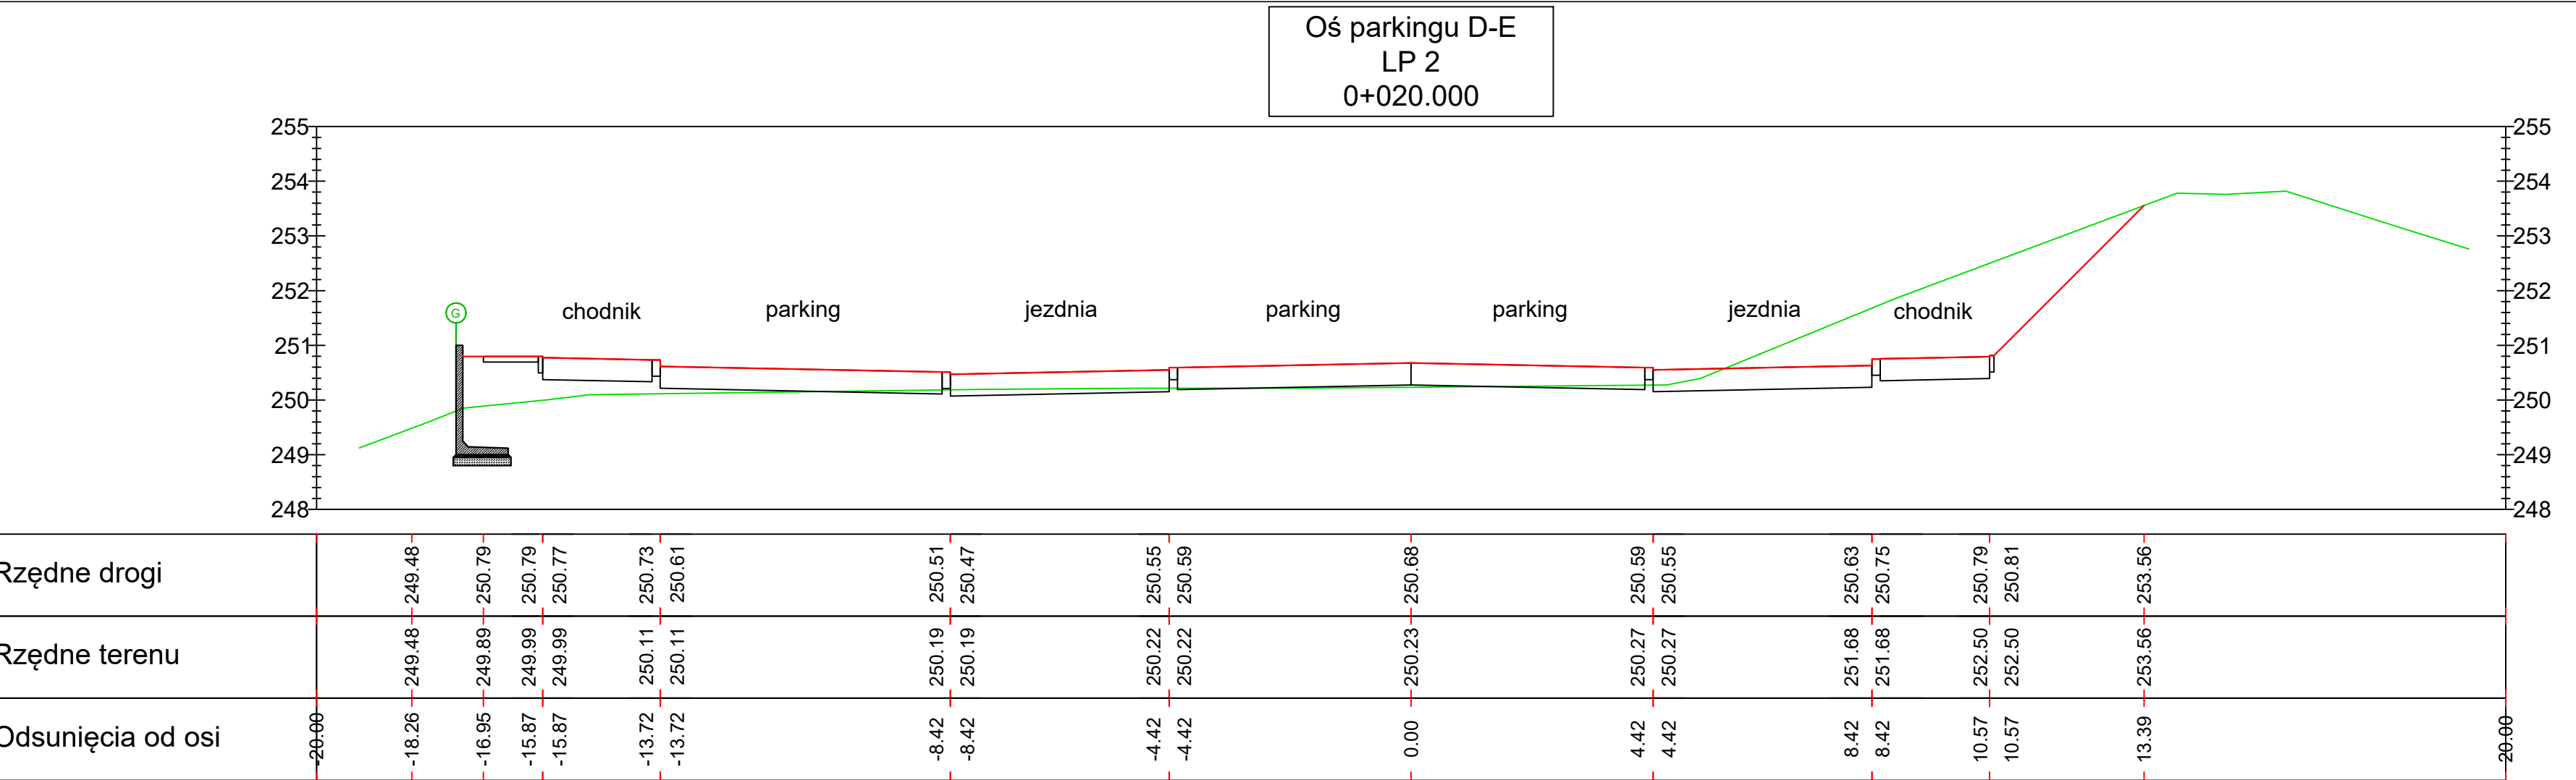 Oś parkingu D-E
LP 2
0+020.000
255 255
254 254
253 253
252 252
251 251
250 250
249 249
248 248
G
chodnik parking jezdnia parking parking jezdnia chodnik
Rzędne drogi 249.48 250.79 250.79 250.77 250.73 250.61 250.51 250.47 250.55 250.59 250.68 250.59 250.55 250.63 250.75 250.79 250.81 253.56
Rzędne terenu 249.48 249.89 249.99 249.99 250.11 250.11 250.19 250.19 250.22 250.22 250.23 250.27 250.27 251.68 251.68 252.50 252.50 253.56
Odsunięcia od osi -20.00 -18.26 -16.95 -15.87 -15.87 -13.72 -13.72 -8.42 -8.42 -4.42 -4.42 0.00 4.42 4.42 8.42 8.42 10.57 10.57 13.39 20.00